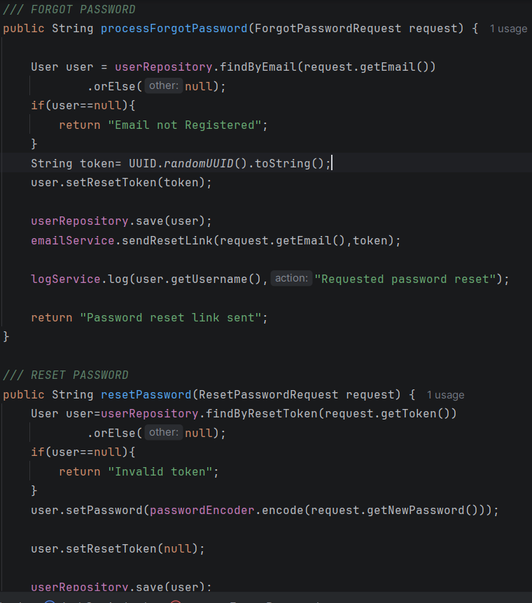 /// FORGOT PASSWORD
public String processForgotPassword(ForgotPasswordRequest request) { 1 usage
User user = userRepository.findByEmail(request.getEmail())
.orElse( other: null);
if(user==null){
return "Email not Registered";
}
String token= UUID.randomUUID().toString();
user.setResetToken(token);
userRepository.save(user);
emailService.sendResetLink(request.getEmail(),token);
logService.log(user.getUsername(), action: "Requested password reset");
return "Password reset link sent";
}
/// RESET PASSWORD
public String resetPassword(ResetPasswordRequest request) { 1 usage
User user=userRepository.findByResetToken(request.getToken())
.orElse( other: null);
if(user==null){
return "Invalid token";
}
user.setPassword(passwordEncoder.encode(request.getNewPassword()));
user.setResetToken(null);
userRepository.save(user);